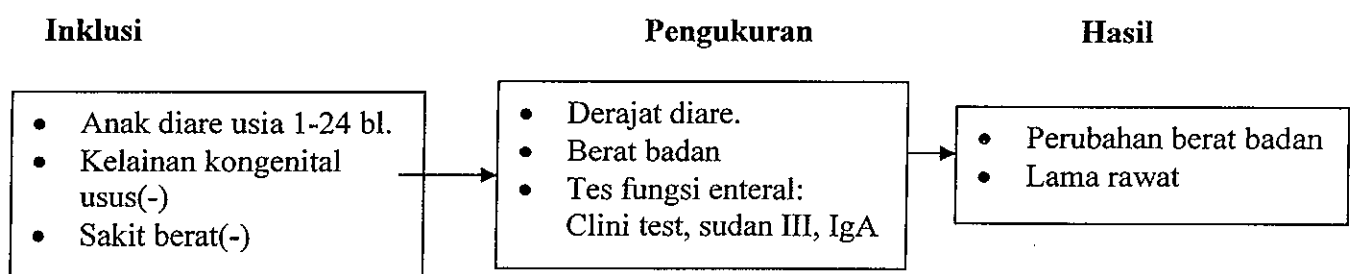 Inklusi
Pengukuran
Hasil
• Anak diare usia 1-24 bl.
• Kelainan kongenital
usus(-)
• Sakit berat(-)
• Derajat diare.
• Berat badan
• Tes fungsi enteral:
Clini test, sudan III, IgA
• Perubahan berat badan
• Lama rawat